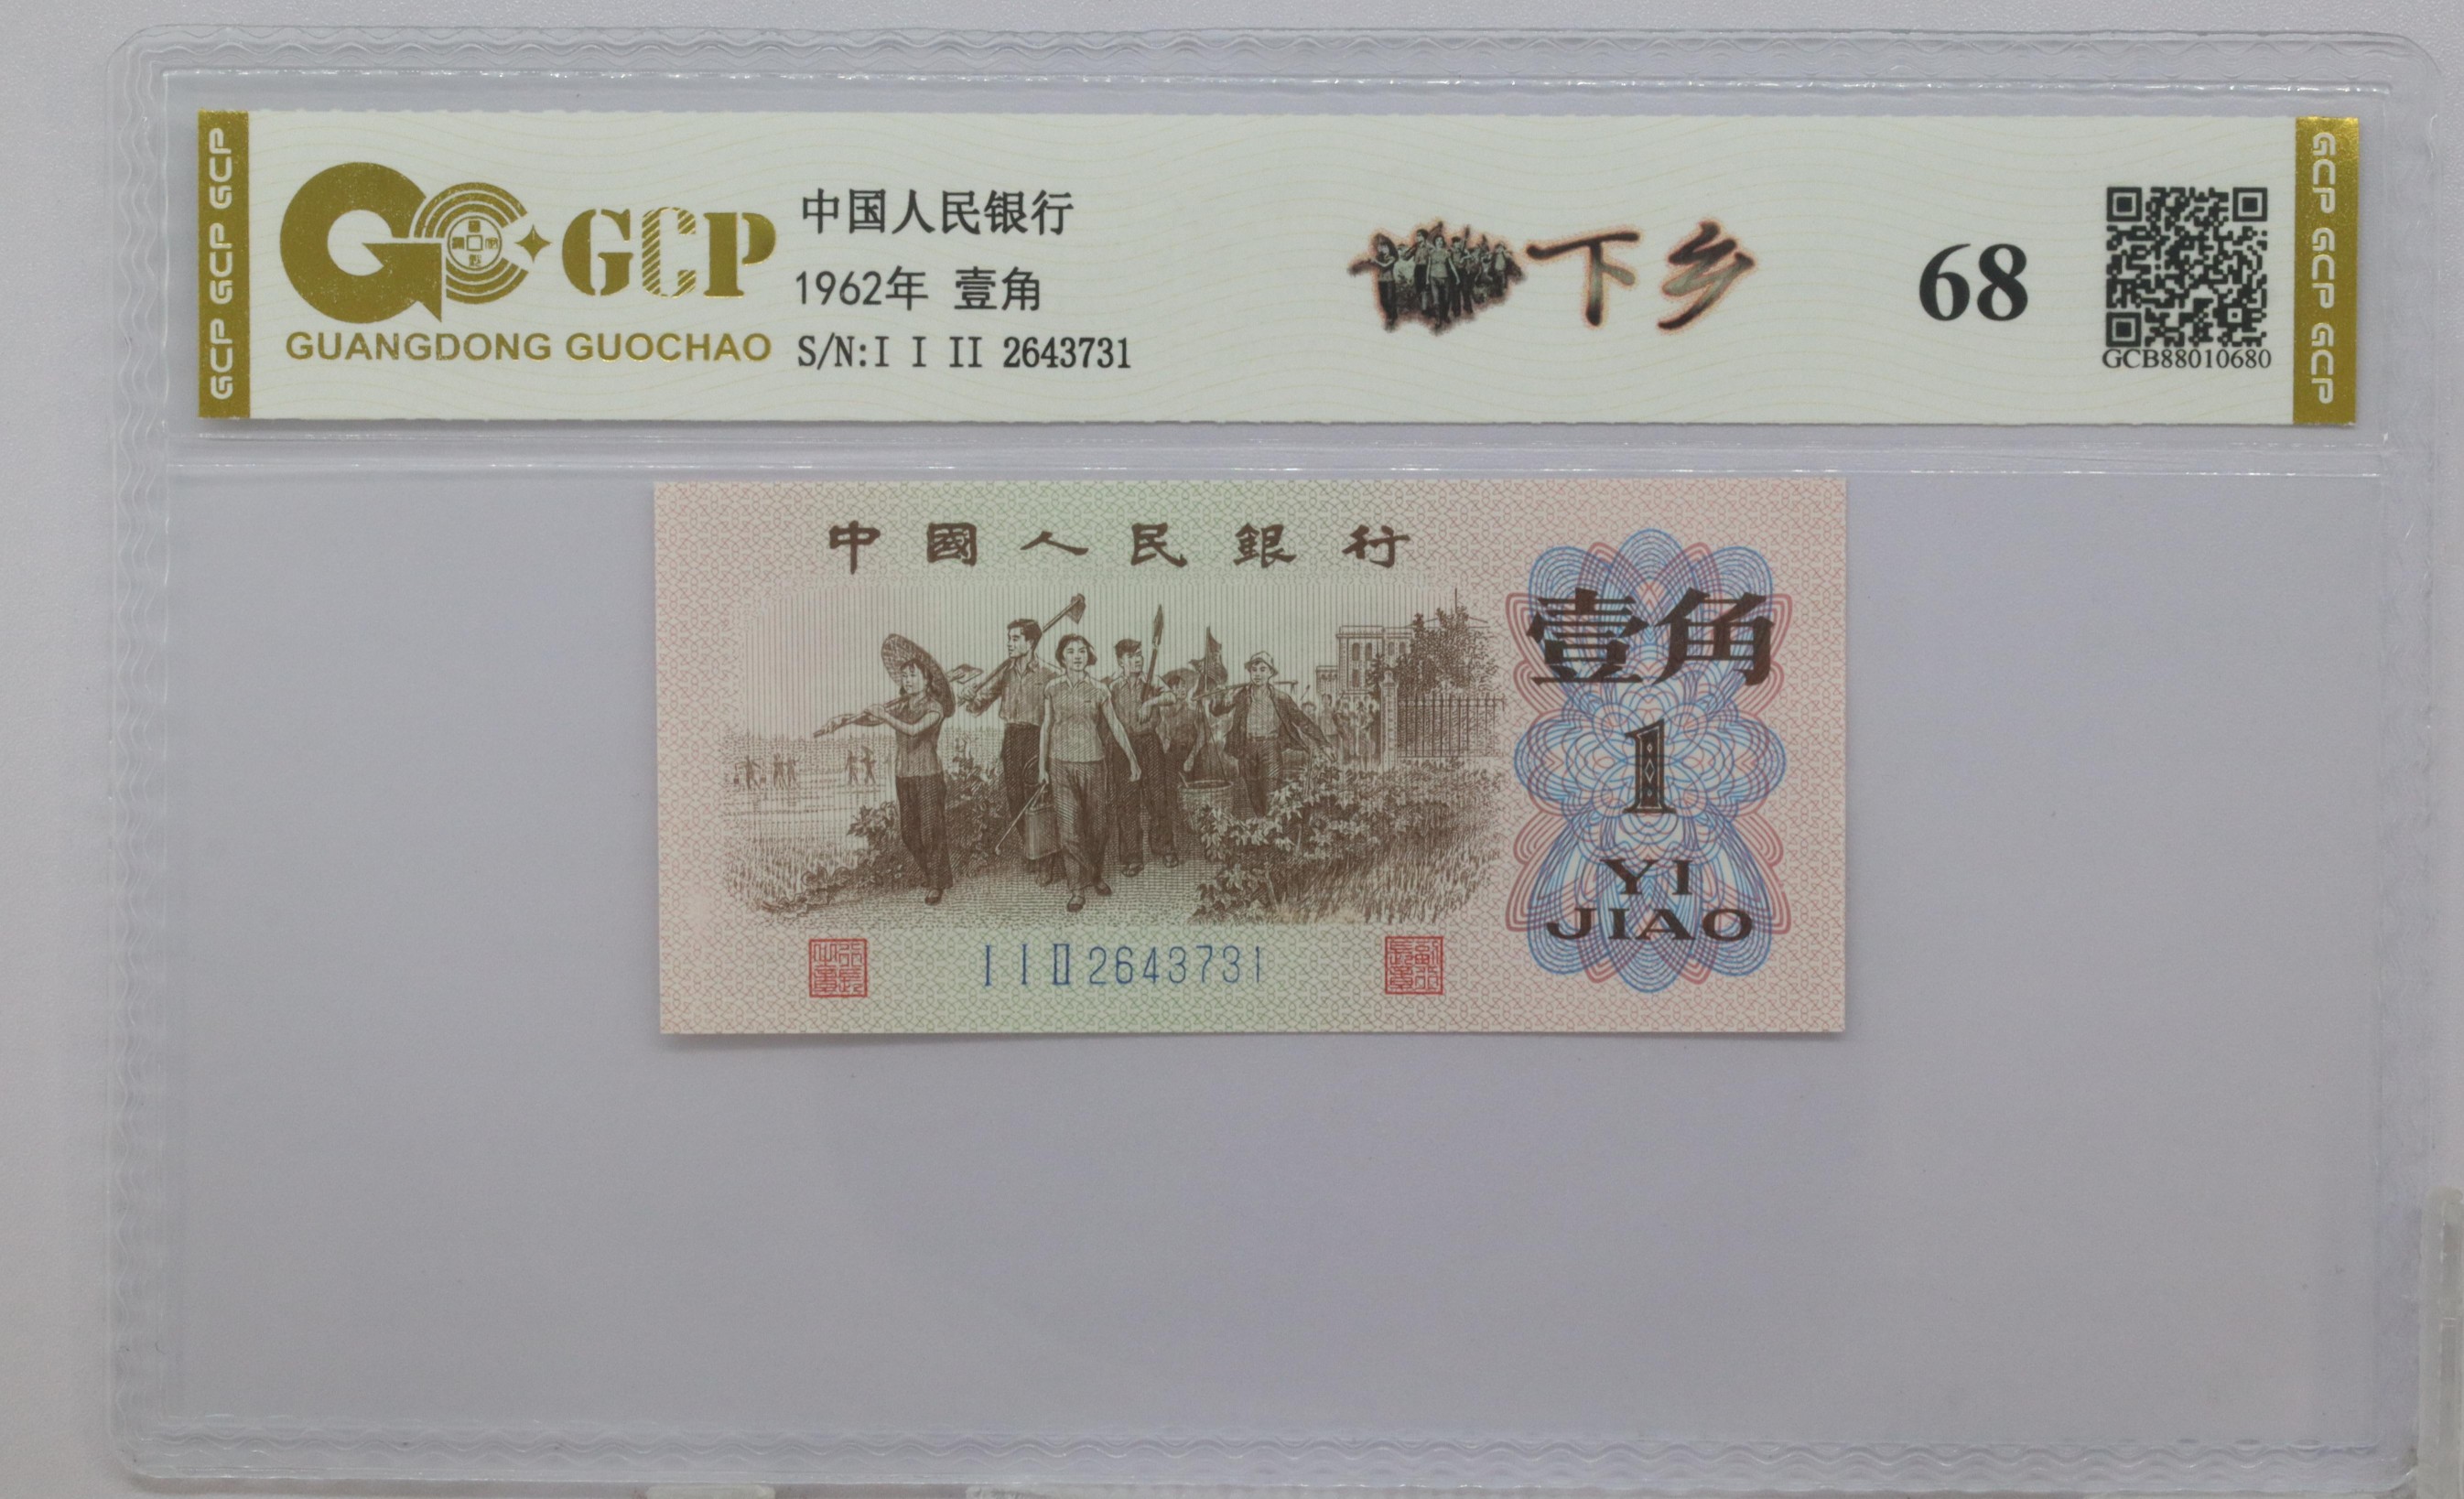 GCP GCP GCP
GCP
GUANGDONG GUOCHAO
中国人民银行
1962年 壹角
S/N:I I II 2643731
下乡
68
GCB88010680
GCP GCP GCP
中國人民銀行
壹角
1
YI
JIAO
I I II 2643731